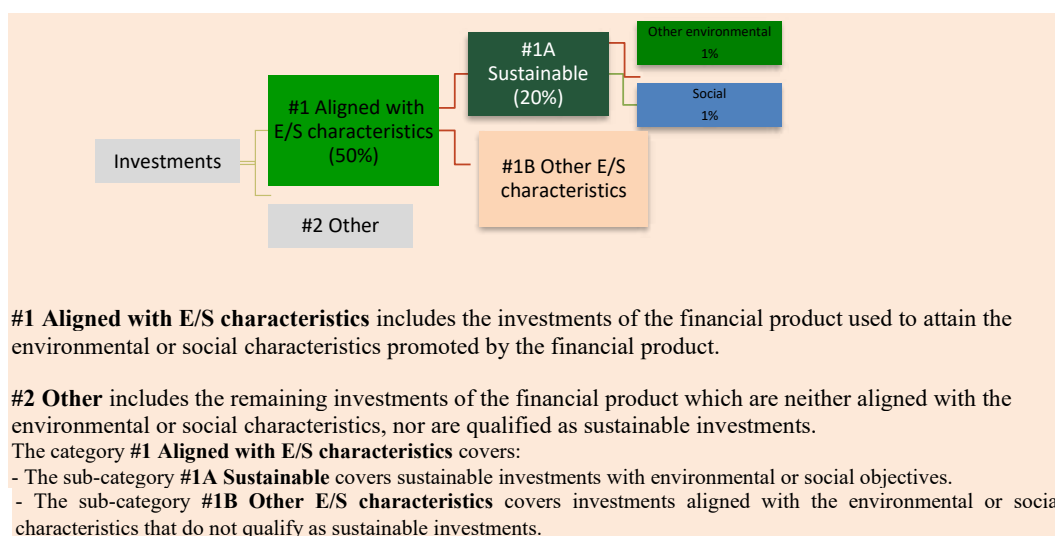 Other environmental
1%
#1A
Sustainable
(20%)
Social
1%
#1 Aligned with
E/S characteristics
(50%)
Investments
#1B Other E/S
characteristics
#2 Other
#1 Aligned with E/S characteristics includes the investments of the financial product used to attain the
environmental or social characteristics promoted by the financial product.
#2 Other includes the remaining investments of the financial product which are neither aligned with the
environmental or social characteristics, nor are qualified as sustainable investments.
The category #1 Aligned with E/S characteristics covers:
- The sub-category #1A Sustainable covers sustainable investments with environmental or social objectives.
- The sub-category #1B Other E/S characteristics covers investments aligned with the environmental or social
characteristics that do not qualify as sustainable investments.